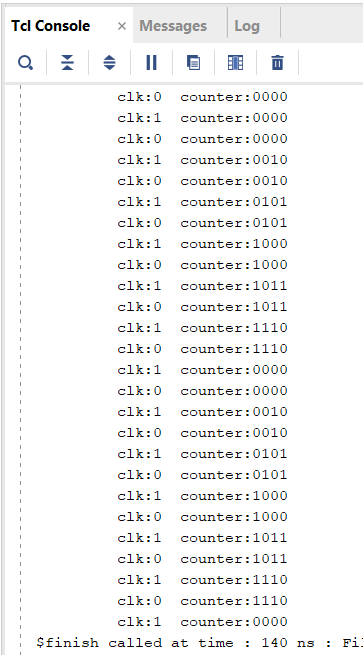 Tcl Console × Messages Log
clk:0 counter:0000
clk:1 counter:0000
clk:0 counter:0000
clk:1 counter:0010
clk:0 counter:0010
clk:1 counter:0101
clk:0 counter:0101
clk:1 counter:1000
clk:0 counter:1000
clk:1 counter:1011
clk:0 counter:1011
clk:1 counter:1110
clk:0 counter:1110
clk:1 counter:0000
clk:0 counter:0000
clk:1 counter:0010
clk:0 counter:0010
clk:1 counter:0101
clk:0 counter:0101
clk:1 counter:1000
clk:0 counter:1000
clk:1 counter:1011
clk:0 counter:1011
clk:1 counter:1110
clk:0 counter:1110
clk:1 counter:0000
$finish called at time : 140 ns : Fi